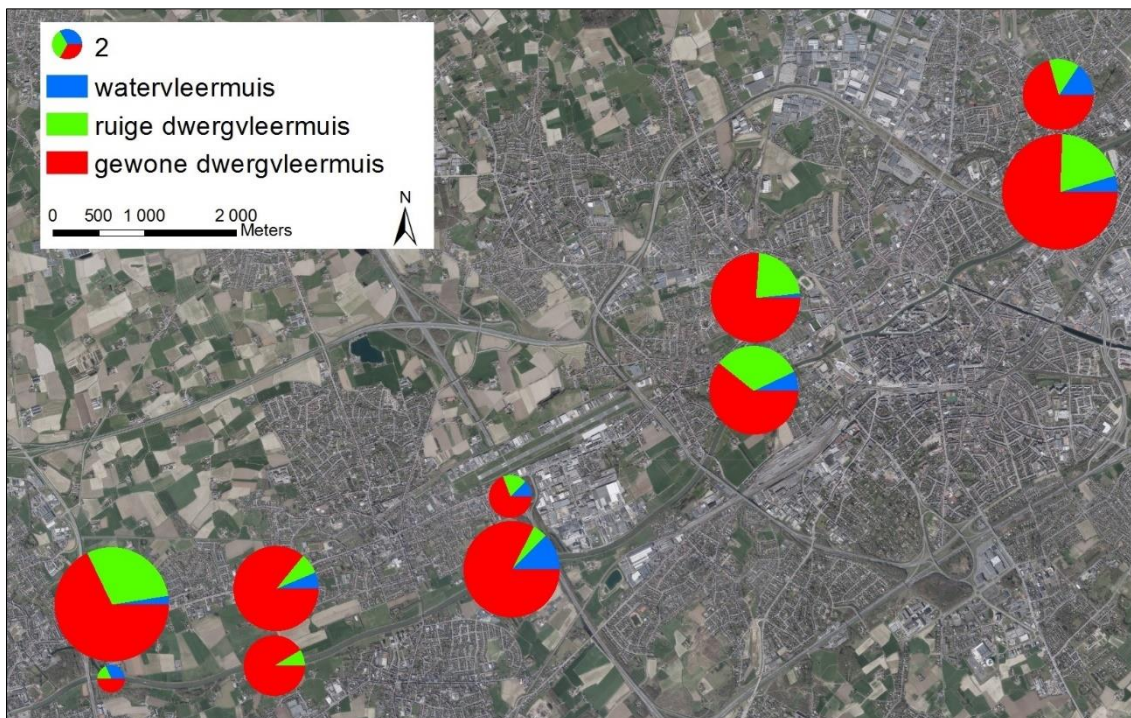 2
watervleermuis
ruige dwergvleermuis
gewone dwergvleermuis
N
0 500 1 000 2 000
Meters